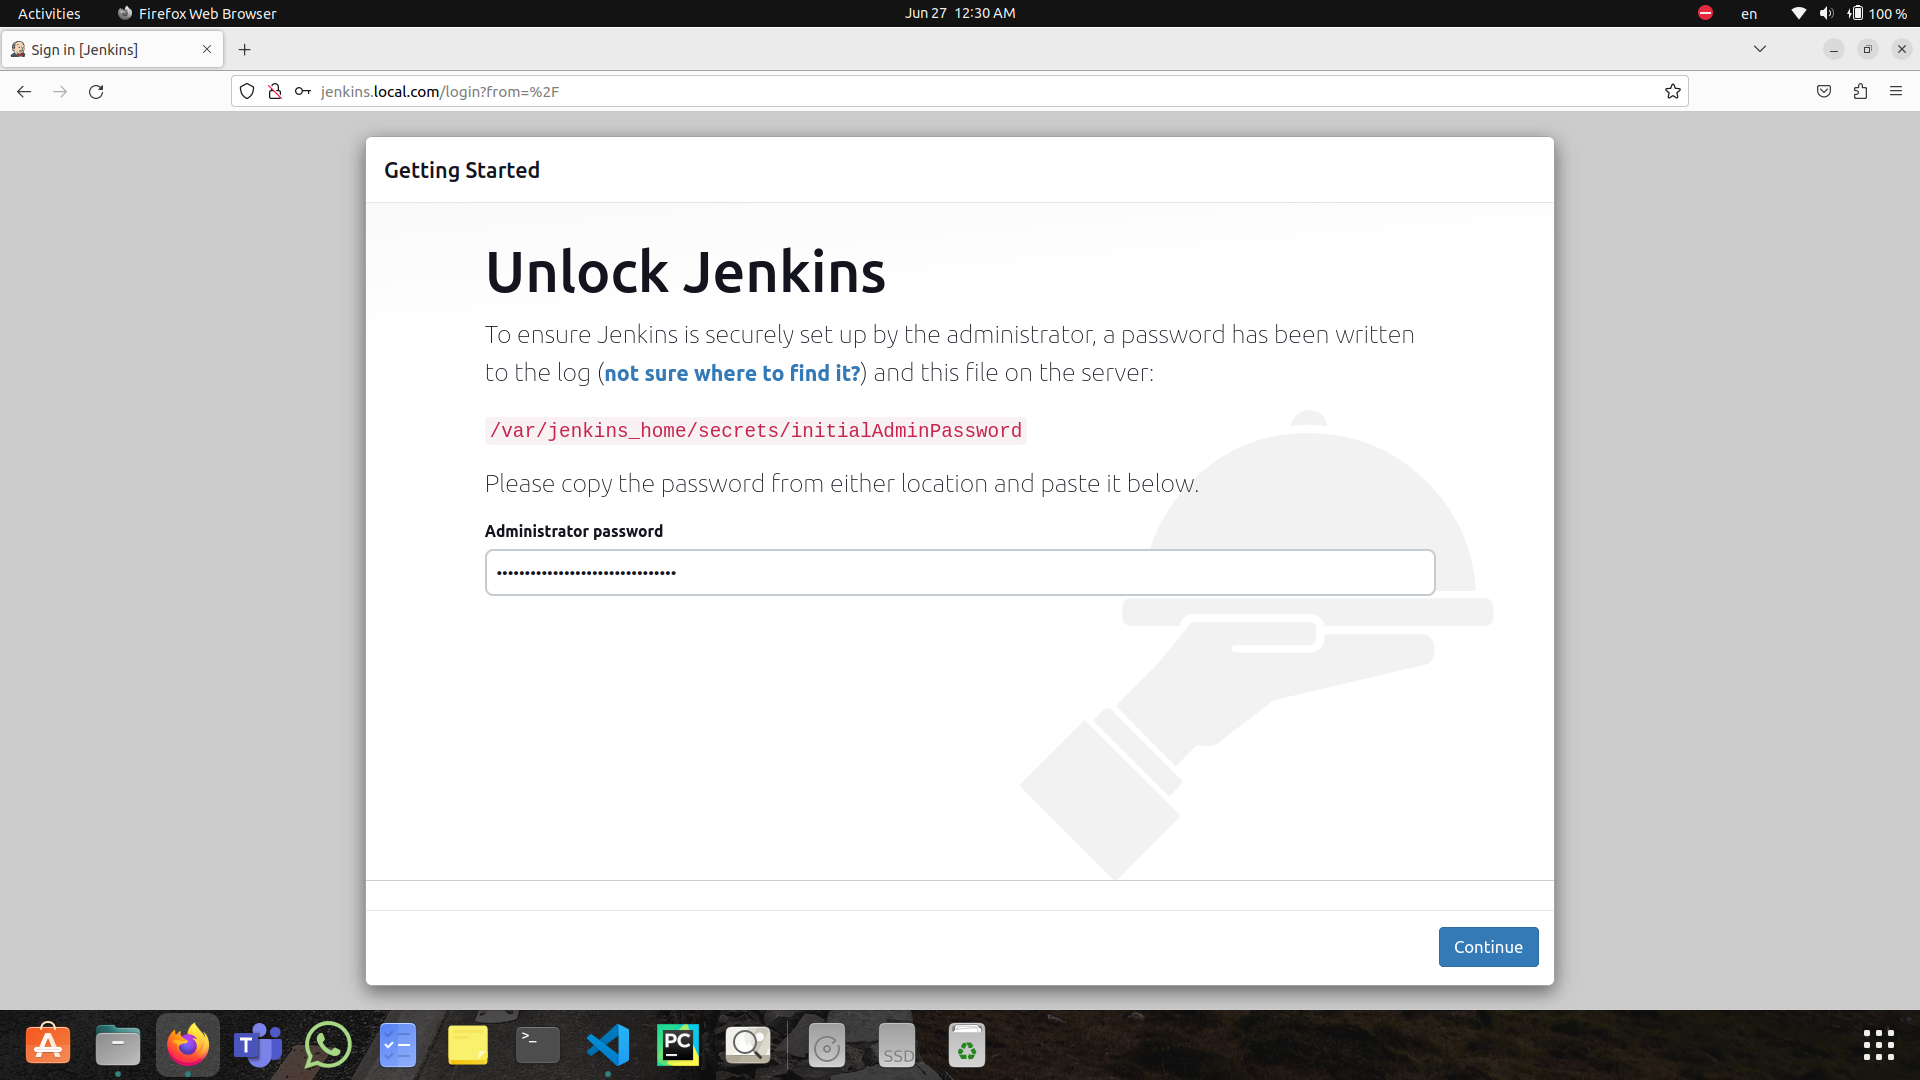 Activities
Firefox Web Browser
Jun 27 12:30 AM
en
100 %
Sign in [Jenkins]
jenkins.local.com/login?from=%2F
Getting Started
Unlock Jenkins
To ensure Jenkins is securely set up by the administrator, a password has been written
to the log (not sure where to find it?) and this file on the server:
/var/jenkins_home/secrets/initialAdminPassword
Please copy the password from either location and paste it below.
Administrator password
••••••••••••••••••••••••••••••••
Continue
T
>_
PC
SSD